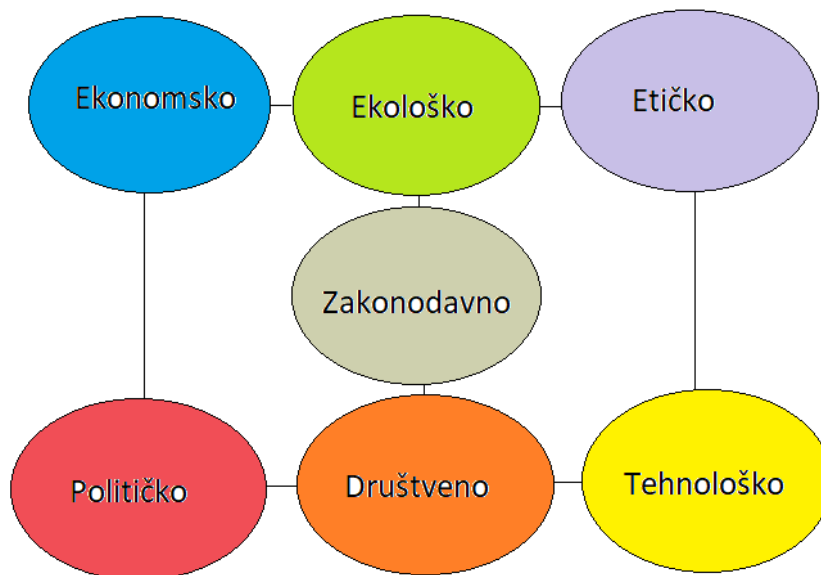 Ekonomsko
Ekološko
Etičko
Zakonodavno
Političko
Društveno
Tehnološko